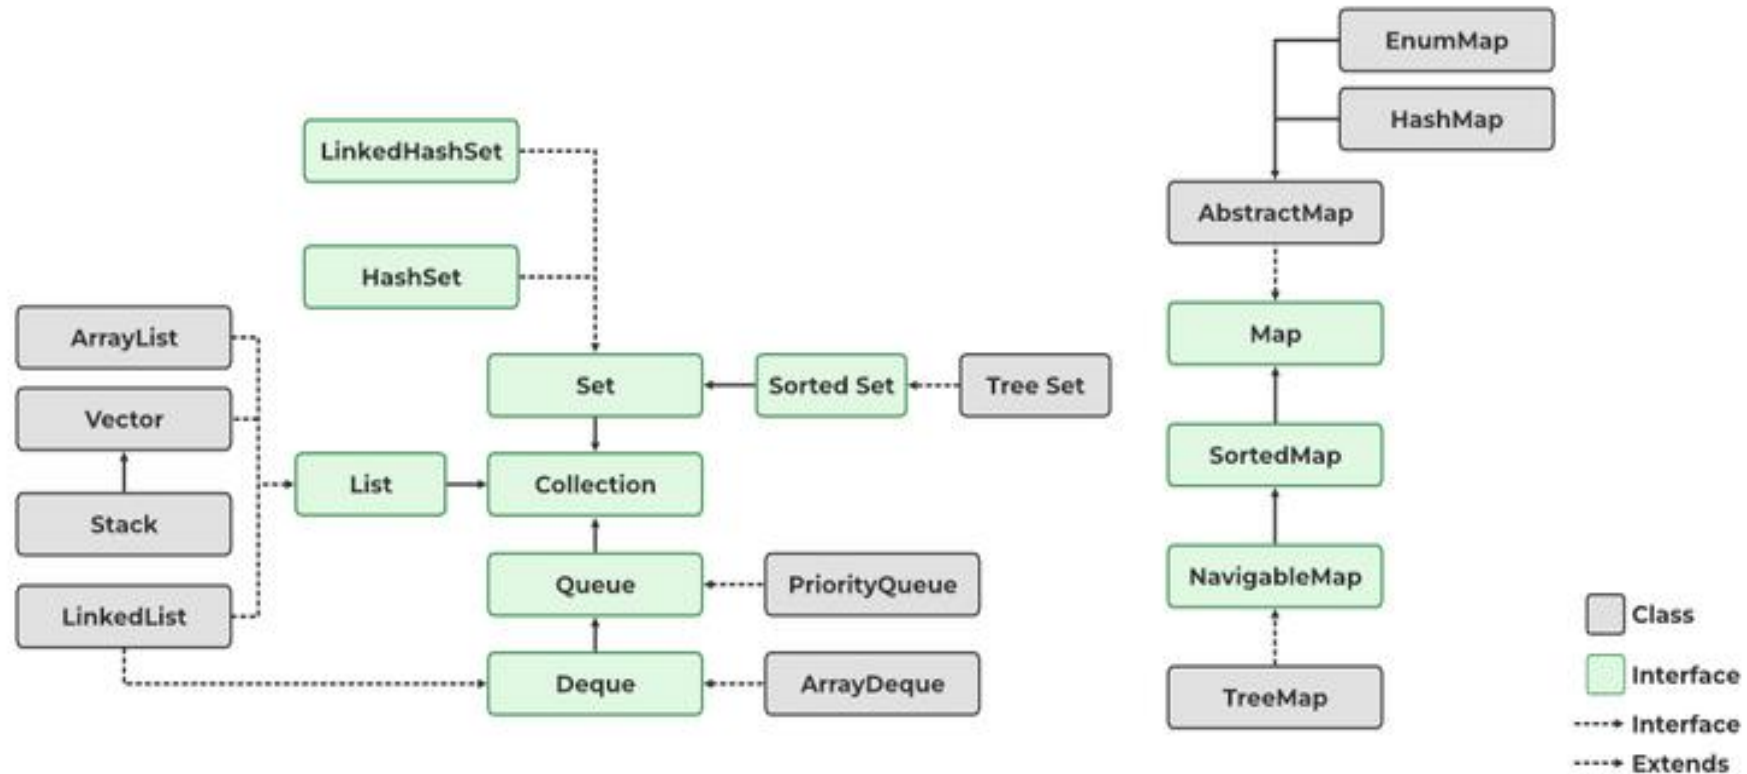 EnumMap
HashMap
LinkedHashSet
AbstractMap
HashSet
ArrayList
Map
Set
Sorted Set
Tree Set
Vector
SortedMap
List
Collection
Stack
Queue
PriorityQueue
NavigableMap
LinkedList
Class
Deque
ArrayDeque
TreeMap
Interface
Interface
Extends